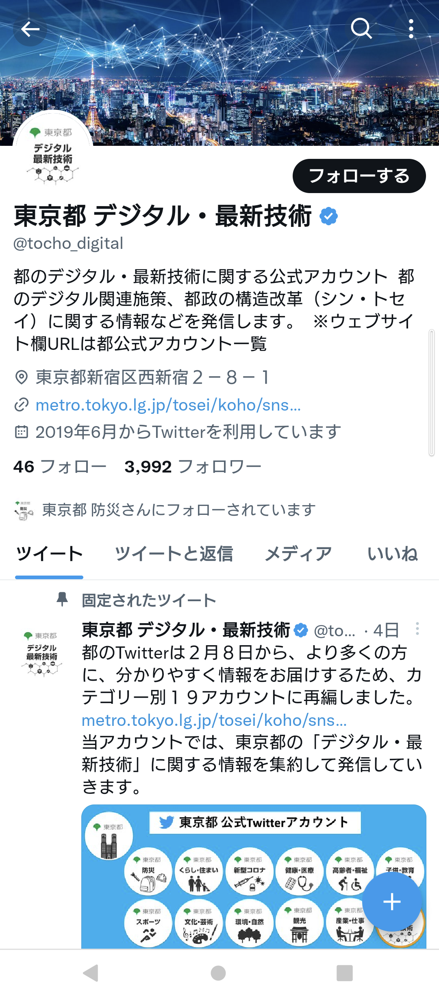 東京都
デジタル
最新技術
フォローする
東京都 デジタル・最新技術
@tocho_digital
都のデジタル・最新技術に関する公式アカウント 都
のデジタル関連施策、都政の構造改革（シン・トセ
イ）に関する情報などを発信します。 ※ウェブサイ
ト欄URLは都公式アカウント一覧
東京都新宿区西新宿２－８－１
metro.tokyo.lg.jp/tosei/koho/sns...
2019年6月からTwitterを利用しています
46 フォロー 3,992 フォロワー
東京都
防災
東京都 防災さんにフォローされています
ツイート ツイートと返信 メディア いいね
固定されたツイート
東京都
デジタル
最新技術
東京都 デジタル・最新技術 @to... · 4日
都のTwitterは２月８日から、より多くの方
に、分かりやすく情報をお届けするため、カ
テゴリー別１９アカウントに再編しました。
metro.tokyo.lg.jp/tosei/koho/sns...
当アカウントでは、東京都の「デジタル・最
新技術」に関する情報を集約して発信してい
きます。
東京都
東京都 公式Twitterアカウント
東京都 東京都 東京都 東京都 東京都 東京都
防災 くらし・住まい 新型コロナ 健康・医療 高齢者・福祉 子供・教育
東京都 東京都 東京都 東京都 東京都
スポーツ 文化・芸術 環境・自然 観光 産業・仕事